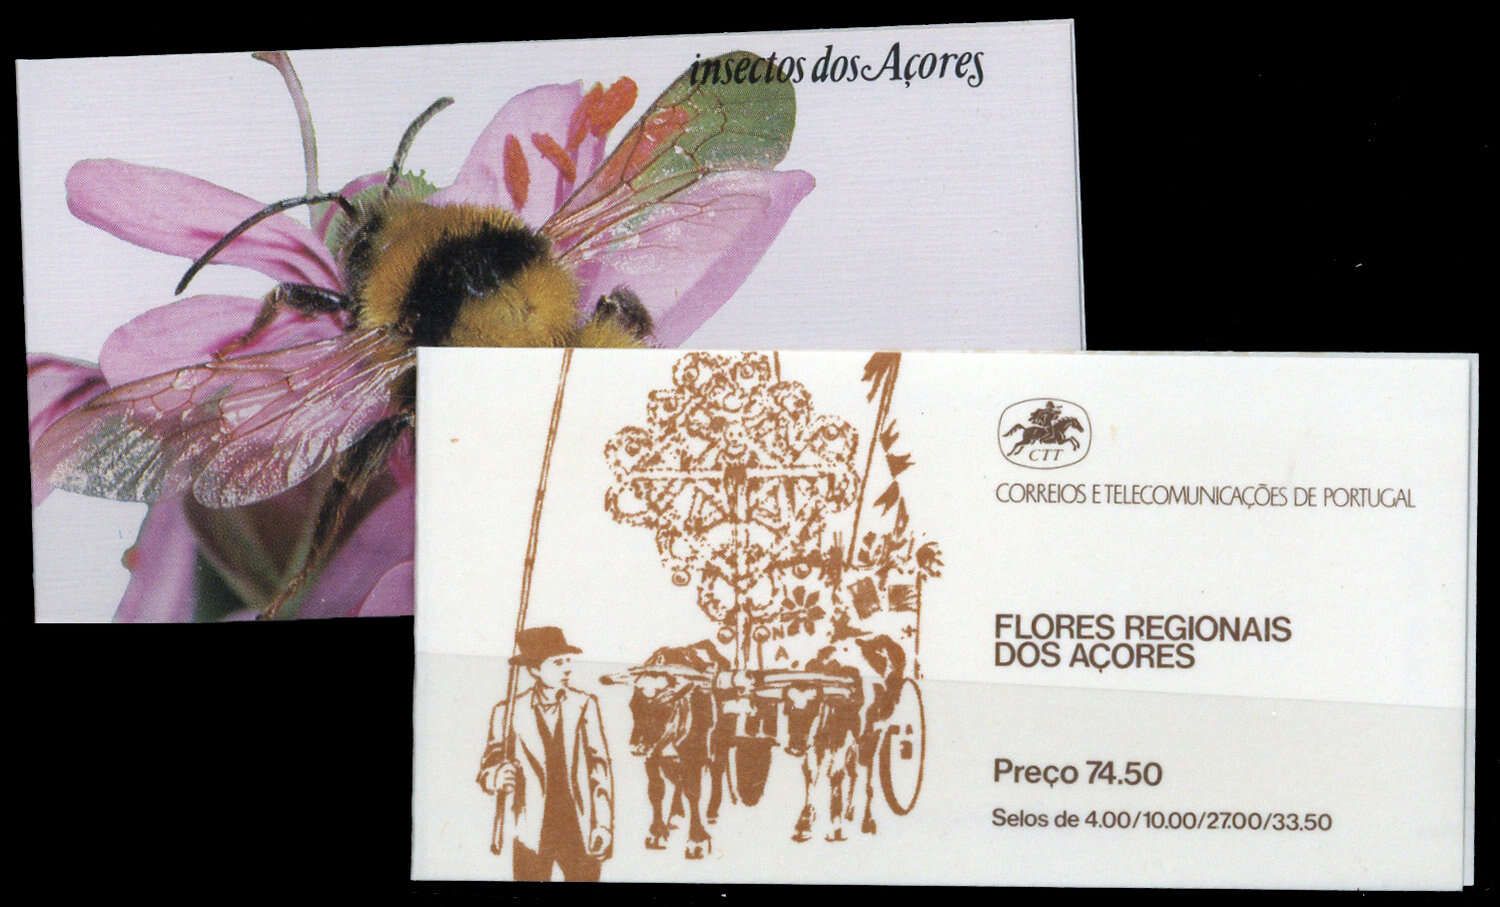 insectos dos Açores
CTT
CORREIOS E TELECOMUNICAÇÕES DE PORTUGAL
FLORES REGIONAIS
DOS AÇORES
Preço 74.50
Selos de 4.00/10.00/27.00/33.50
N
A.